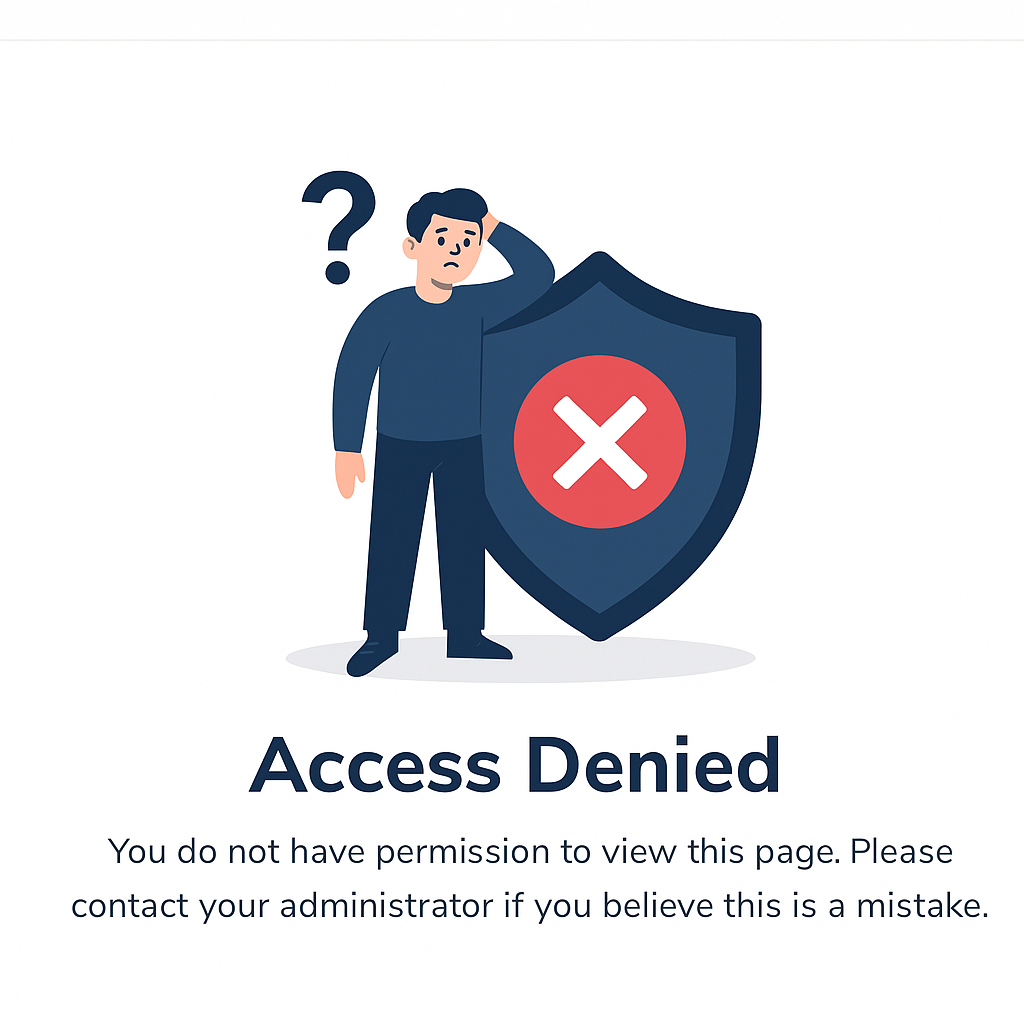 ?
Access Denied
You do not have permission to view this page. Please
contact your administrator if you believe this is a mistake.